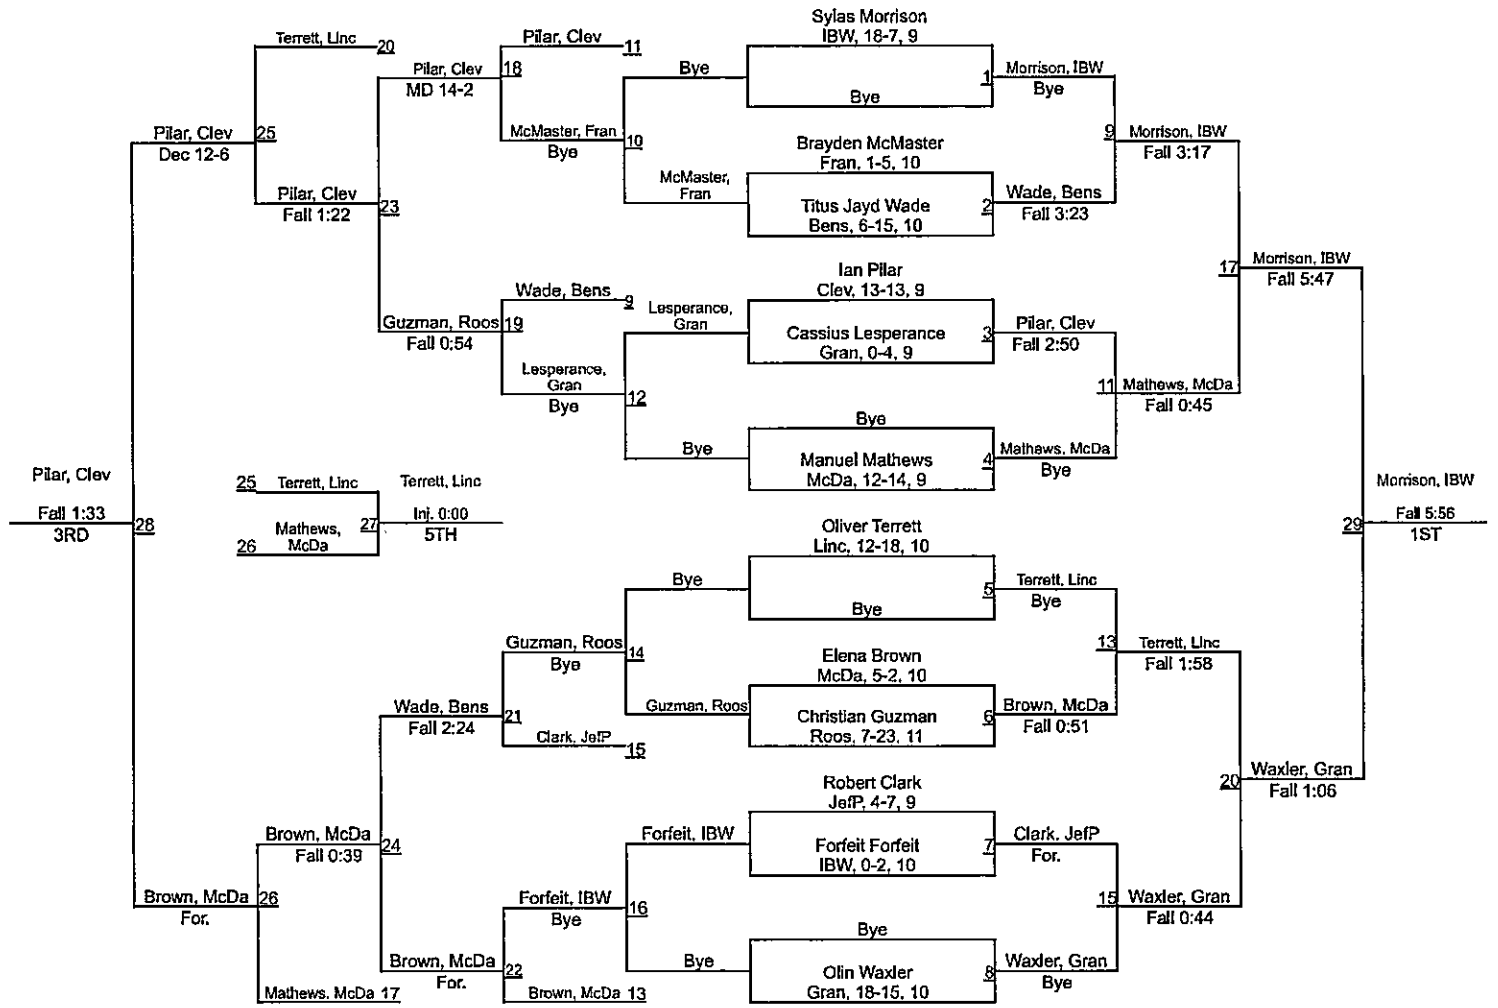 Sylas Morrison
IBW, 18-7, 9
Terrett, Linc 20
Pilar, Clev 11
Pilar, Clev 18
MD 14-2
Bye
1 Morrison, IBW
Bye
Bye
Pilar, Clev 25
Dec 12-6
McMaster, Fran 10
Bye
9 Morrison, IBW
Fall 3:17
Brayden McMaster
Fran, 1-5, 10
McMaster,
Fran
Pilar, Clev 23
Fall 1:22
Titus Jayd Wade
Bens, 6-15, 10
2 Wade, Bens
Fall 3:23
Ian Pilar
Clev, 13-13, 9
17 Morrison, IBW
Fall 5:47
Wade, Bens 9
Lesperance,
Gran
Guzman, Roos 19
Fall 0:54
Cassius Lesperance
Gran, 0-4, 9
3 Pilar, Clev
Fall 2:50
Lesperance,
Gran
Bye
12
11 Mathews, McDa
Fall 0:45
Bye
Bye
Manuel Mathews
McDa, 12-14, 9
4 Mathews, McDa
Bye
Pilar, Clev
Fall 1:33
3RD
28
25 Terrett, Linc
Mathews,
McDa
26
27
Terrett, Linc
Inj. 0:00
5TH
Morrison, IBW
Fall 5:56
1ST
29
Oliver Terrett
Linc, 12-18, 10
Bye
5 Terrett, Linc
Bye
Bye
Guzman, Roos 14
Bye
13 Terrett, Linc
Fall 1:58
Elena Brown
McDa, 5-2, 10
Wade, Bens 21
Fall 2:24
Guzman, Roos
Christian Guzman
Roos, 7-23, 11
6 Brown, McDa
Fall 0:51
Clark, JefP 15
20 Waxler, Gran
Fall 1:06
Robert Clark
JefP, 4-7, 9
Brown, McDa 24
Fall 0:39
Forfeit, IBW
Forfeit Forfeit
IBW, 0-2, 10
7 Clark, JefP
For.
Brown, McDa 26
For.
Forfeit, IBW 16
Bye
15 Waxler, Gran
Fall 0:44
Bye
Brown, McDa 22
For.
Bye
Olin Waxler
Gran, 18-15, 10
8 Waxler, Gran
Bye
Mathews, McDa 17
Brown, McDa 13